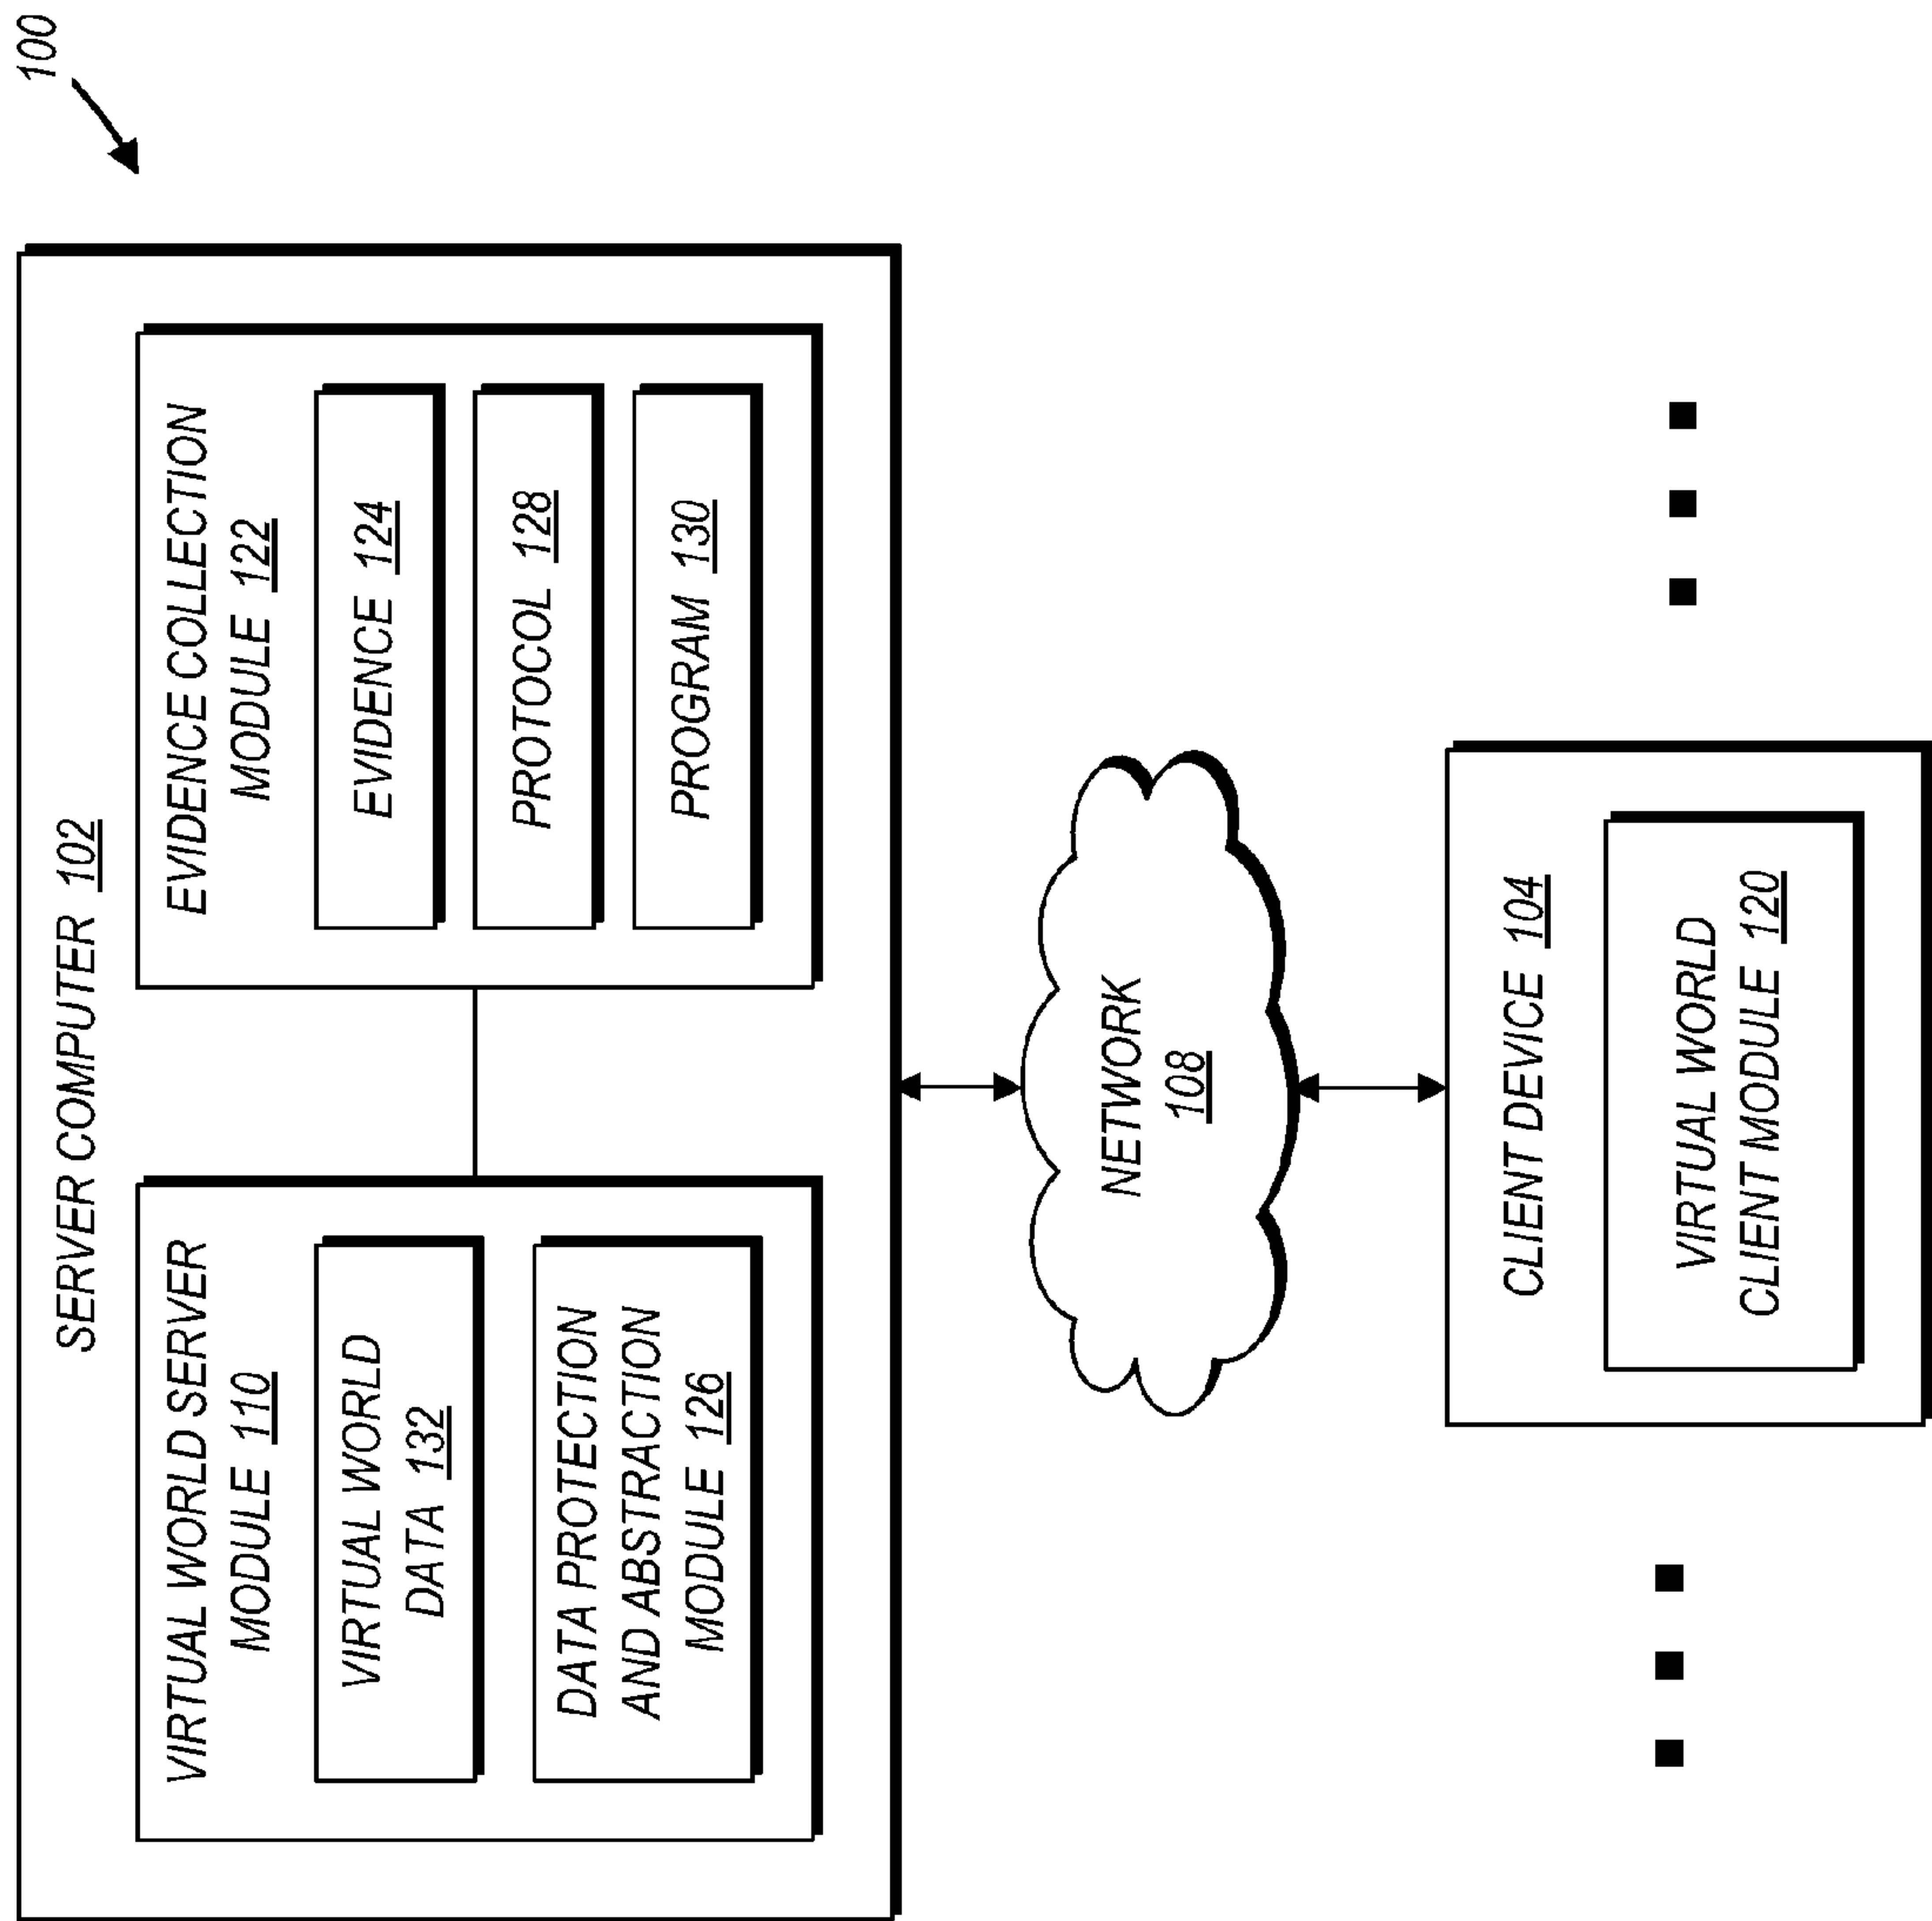 100
SERVER COMPUTER 102
VIRTUAL WORLD SERVER
MODULE 110
VIRTUAL WORLD
DATA 132
DATA PROTECTION
AND ABSTRACTION
MODULE 126
EVIDENCE COLLECTION
MODULE 122
EVIDENCE 124
PROTOCOL 128
PROGRAM 130
NETWORK
108
CLIENT DEVICE 104
VIRTUAL WORLD
CLIENT MODULE 120